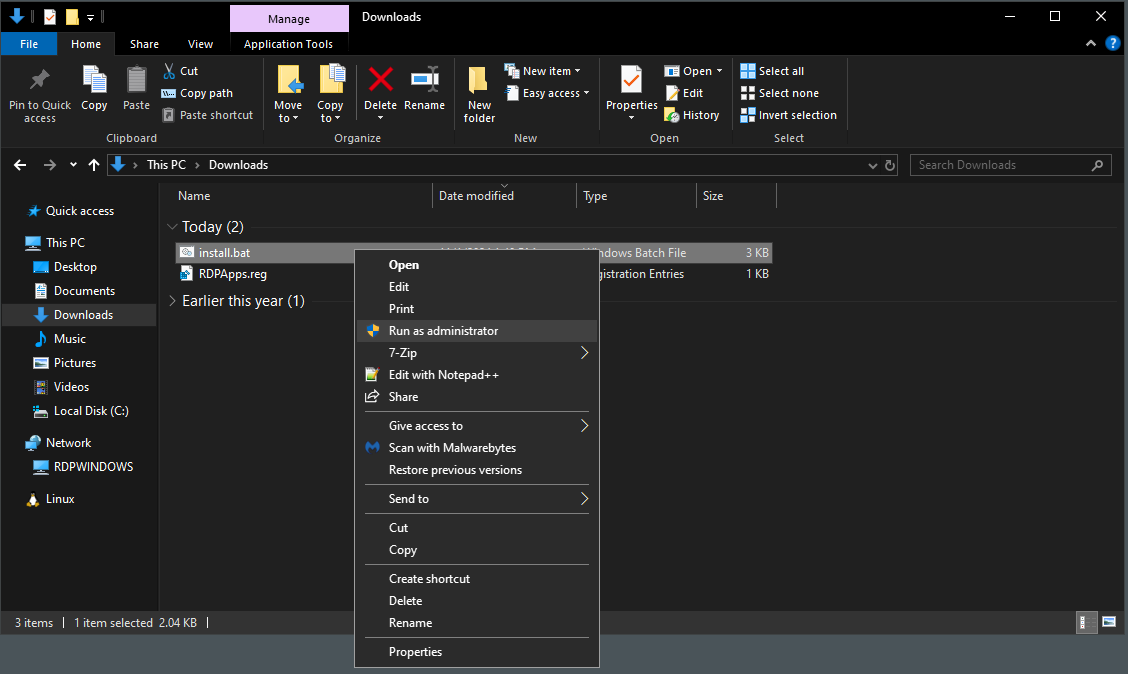 Manage
Downloads
File
Home
Share
View
Application Tools
Pin to Quick
access
Copy
Paste
Cut
Copy path
Paste shortcut
Clipboard
Move
to
Copy
to
Delete
Rename
Organize
New
folder
New item
Easy access
New
Properties
Open
Edit
History
Open
Select all
Select none
Invert selection
Select
This PC > Downloads
Search Downloads
Name
Date modified
Type
Size
Quick access
This PC
Desktop
Documents
Downloads
Music
Pictures
Videos
Local Disk (C:)
Network
RDPWINDOWS
Linux
Today (2)
install.bat
Batch File
3 KB
RDPApps.reg
Entries
1 KB
Earlier this year (1)
Open
Edit
Print
Run as administrator
7-Zip
Edit with Notepad++
Share
Give access to
Scan with Malwarebytes
Restore previous versions
Send to
Cut
Copy
Create shortcut
Delete
Rename
Properties
3 items
1 item selected 2.04 KB